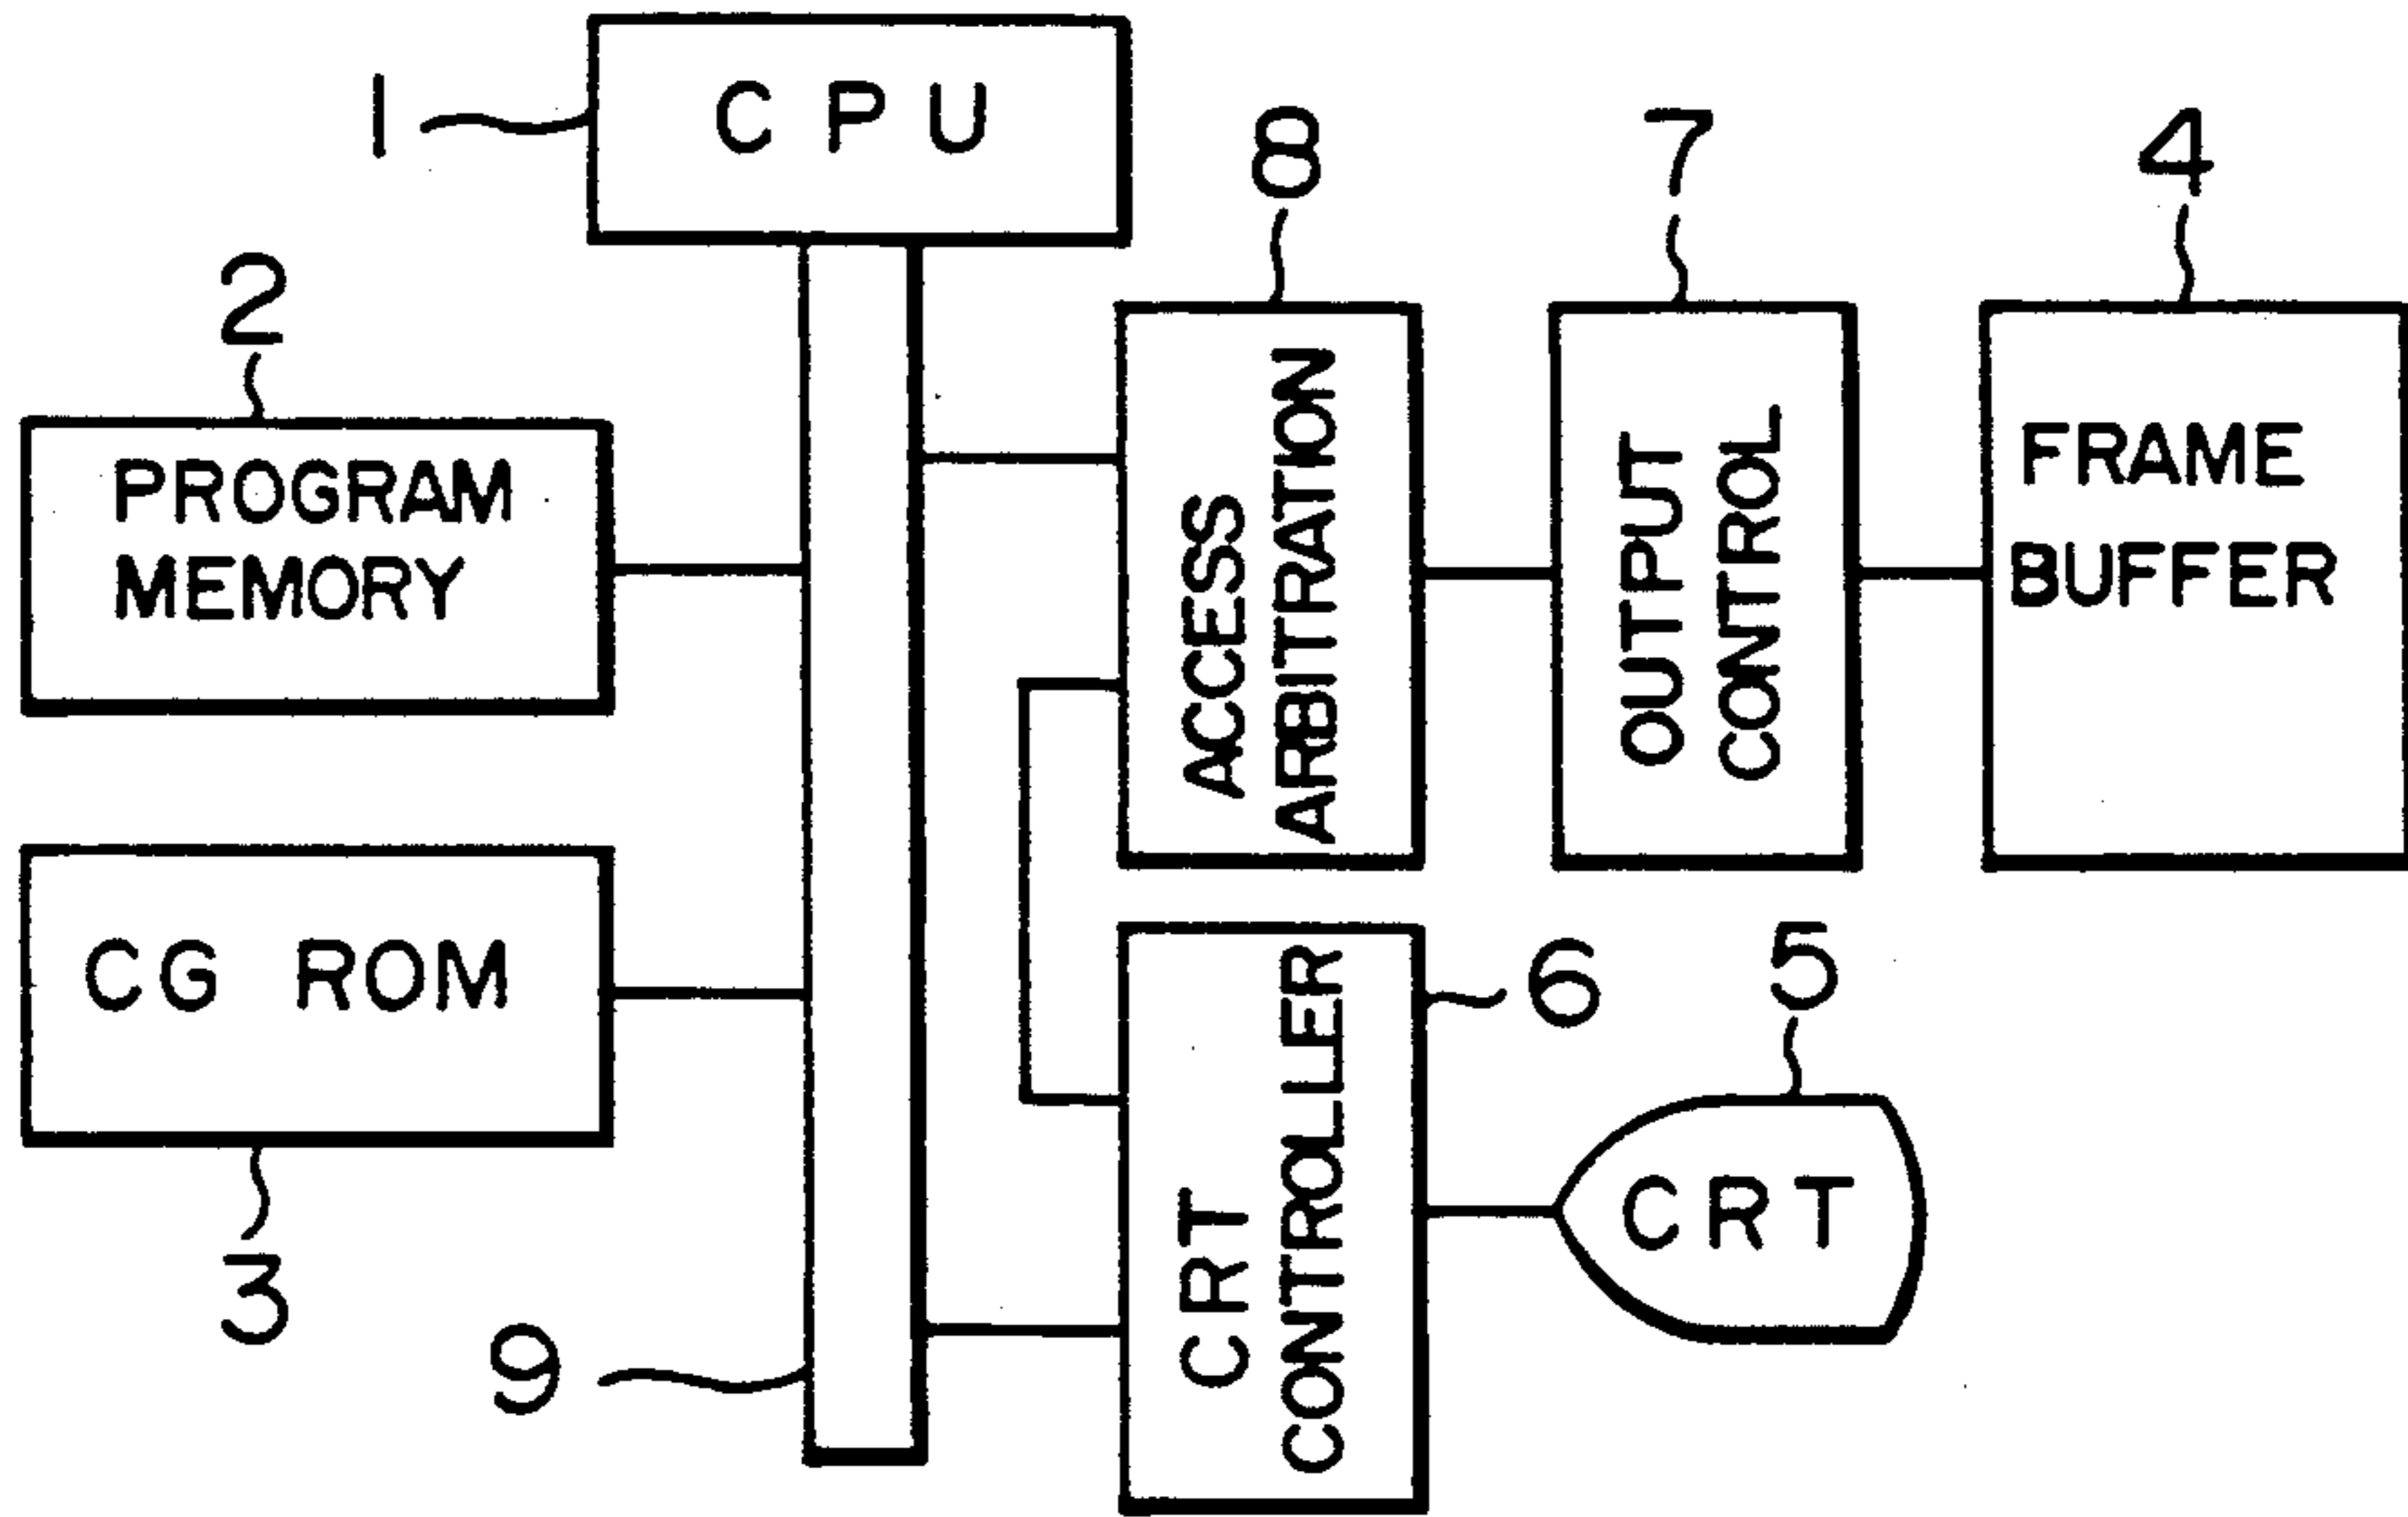 1
CPU
8
7
4
2
PROGRAM
MEMORY
ACCESS
ARBITRATION
OUTPUT
CONTROL
FRAME
BUFFER
CG ROM
3
CRT
CONTROLLER
6
5
CRT
9